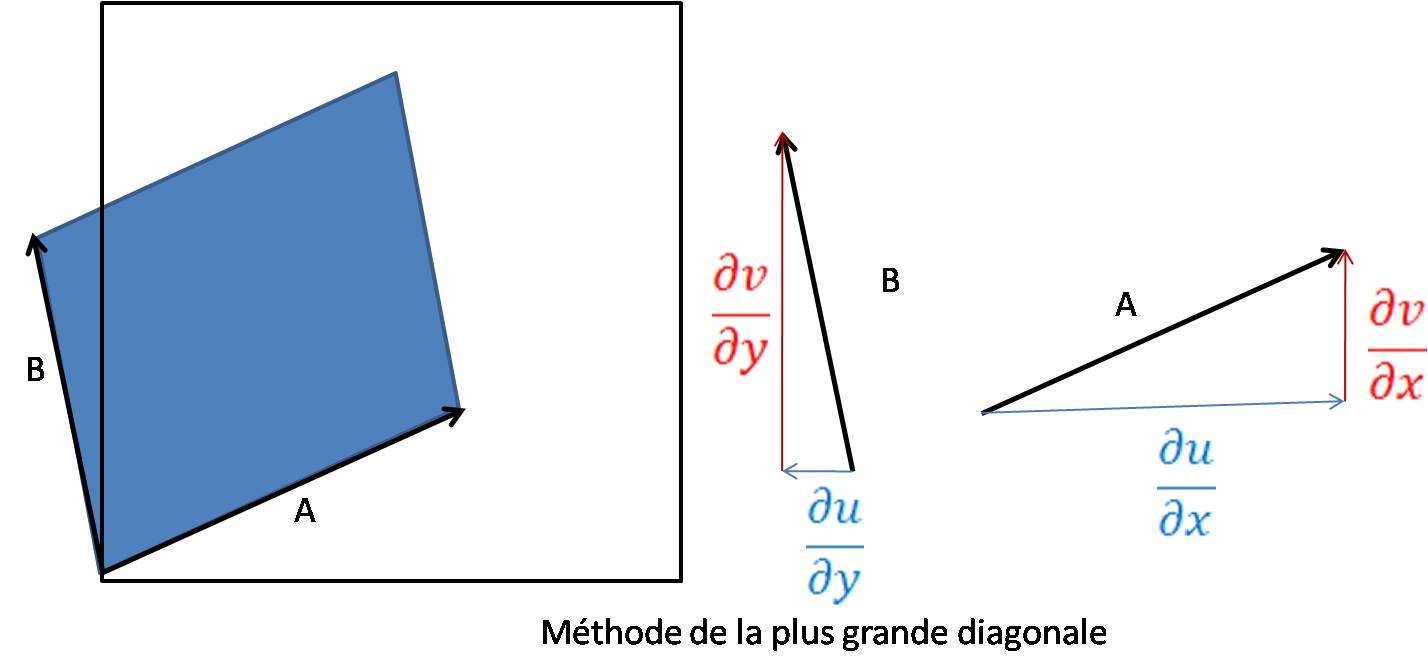 B
A
∂v
∂y
B
∂u
∂y
A
∂v
∂x
∂u
∂x
Méthode de la plus grande diagonale